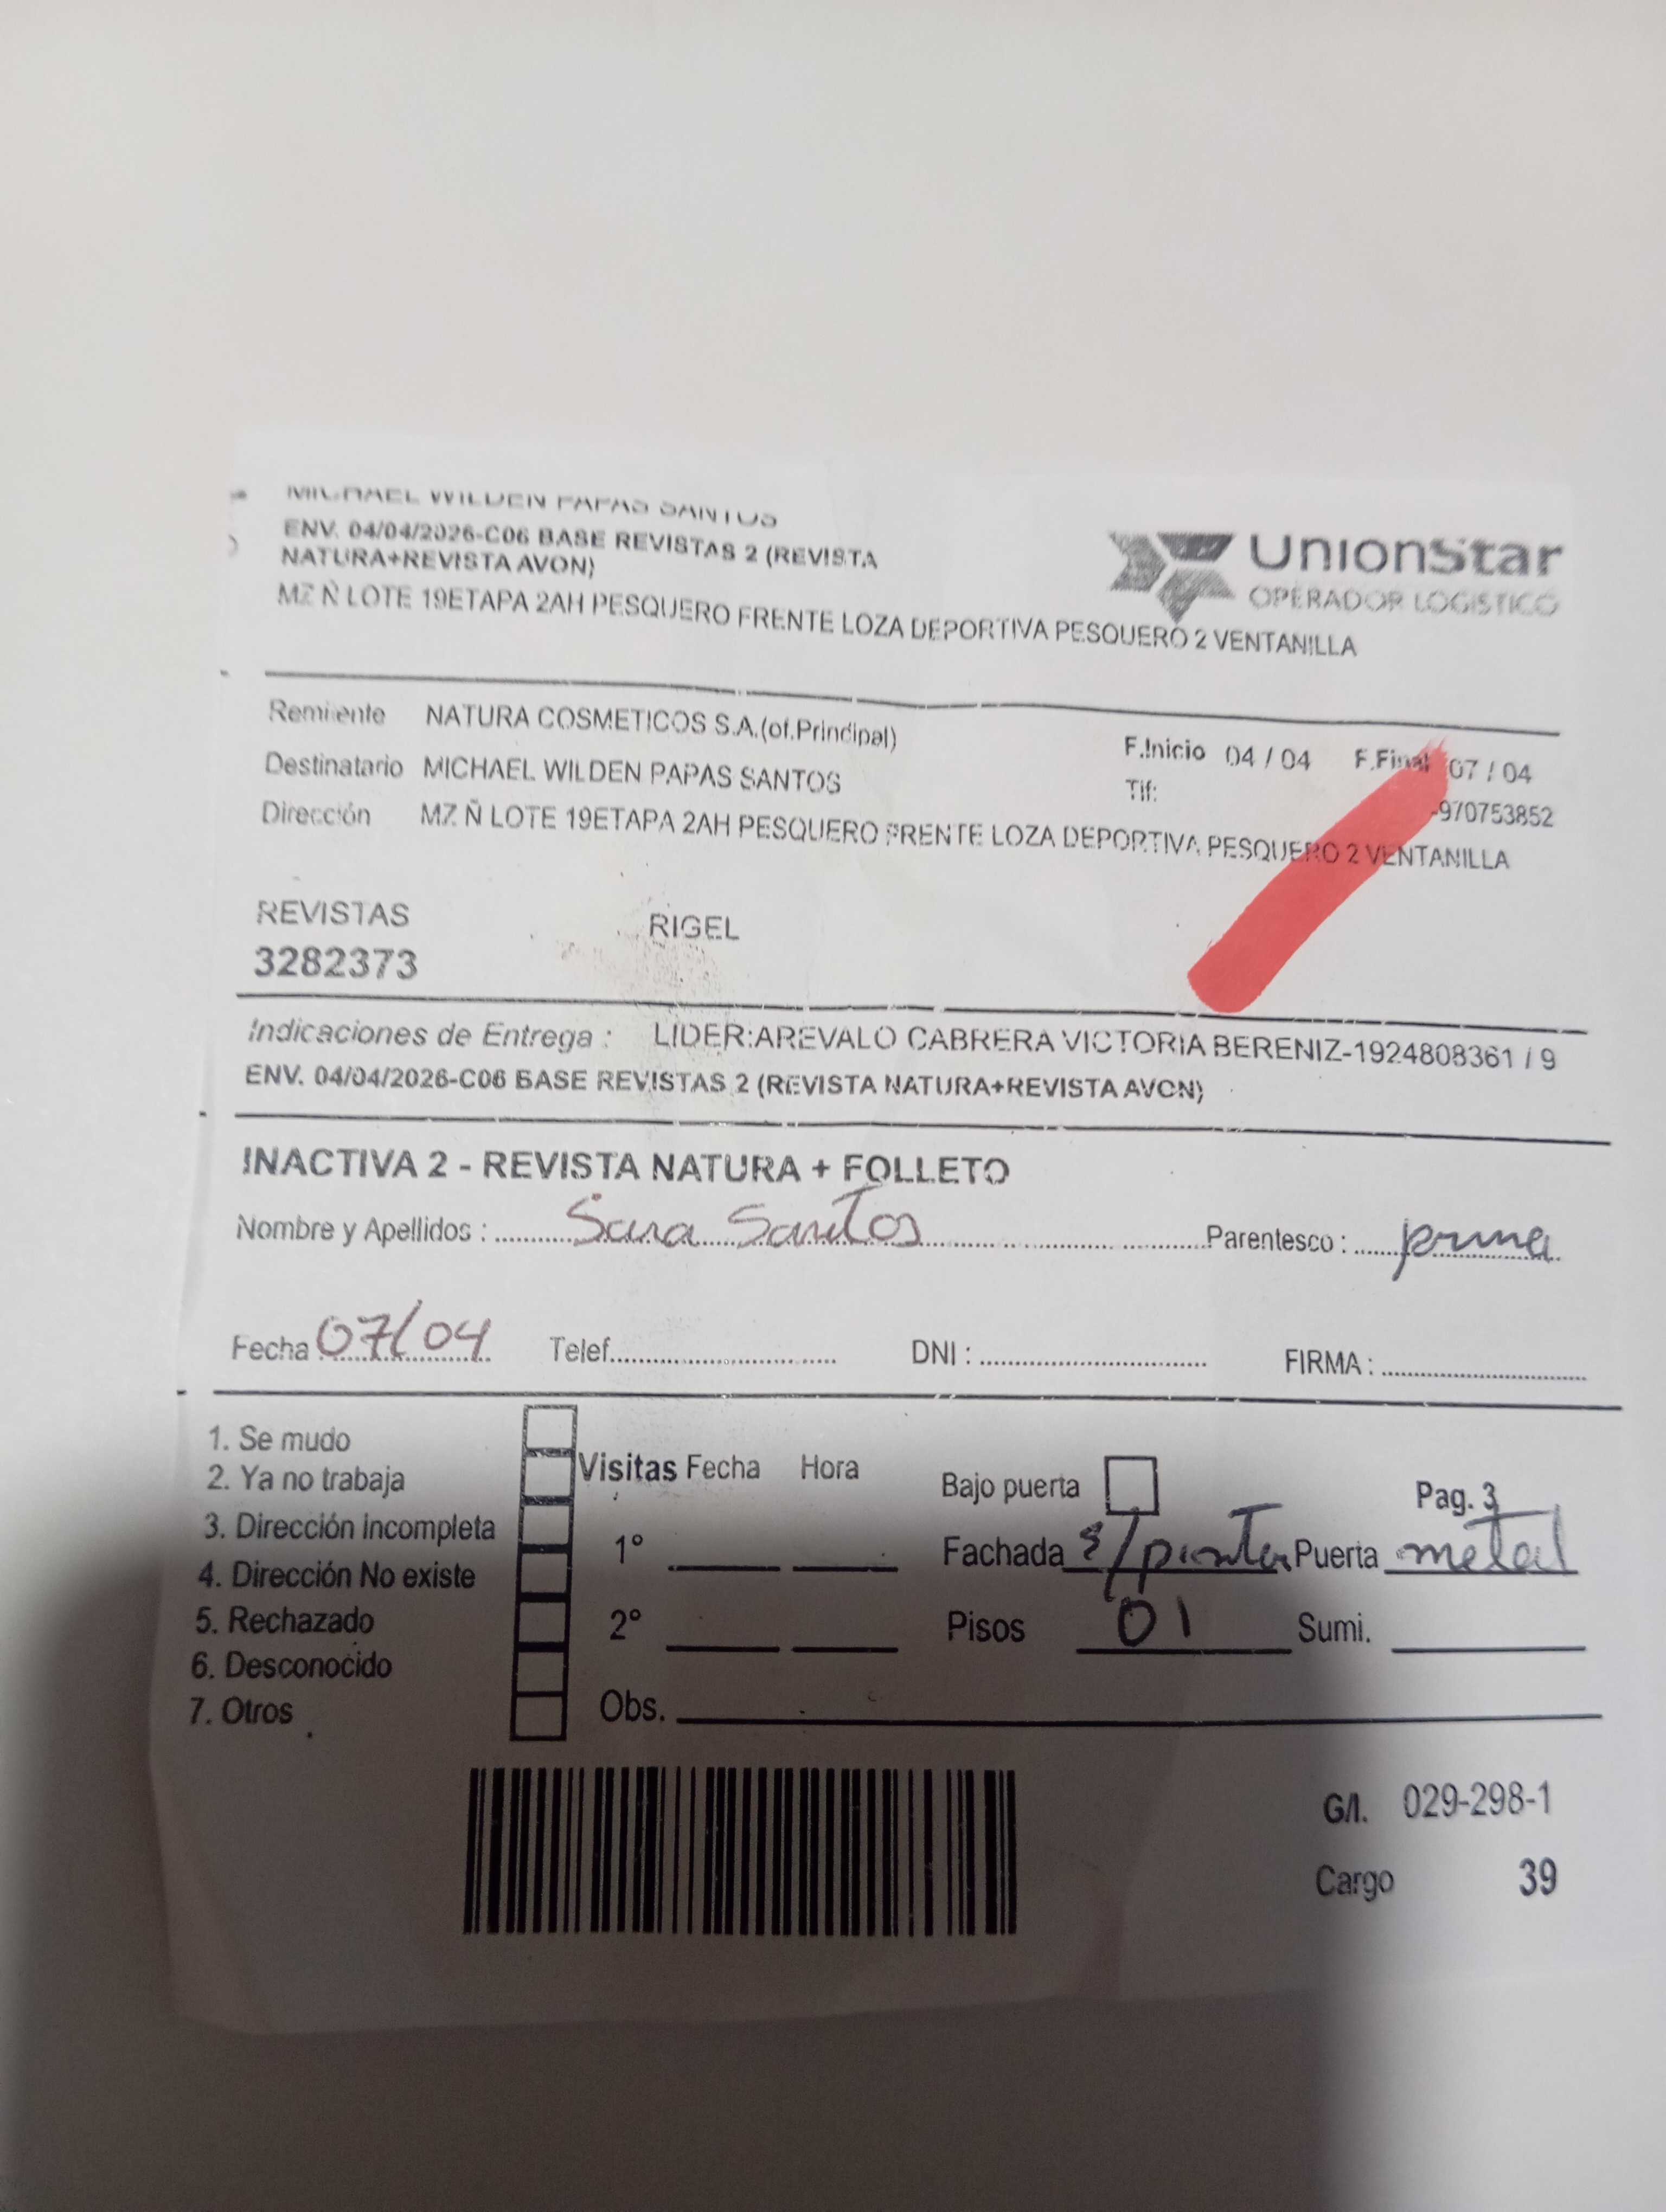 MICHAEL WILDEN PAPAS SANTOS
ENV. 04/04/2026-C06 BASE REVISTAS 2 (REVISTA
NATURA+REVISTA AVON)
UnionStar
OPERADOR LOGISTICO
MZ Ñ LOTE 19ETAPA 2AH PESQUERO FRENTE LOZA DEPORTIVA PESQUERO 2 VENTANILLA
Remitente NATURA COSMETICOS S.A.(of.Principal)
F.Inicio 04 / 04 F.Final 07 / 04
Destinatario MICHAEL WILDEN PAPAS SANTOS
Tlf: -970753852
Dirección MZ Ñ LOTE 19ETAPA 2AH PESQUERO FRENTE LOZA DEPORTIVA PESQUERO 2 VENTANILLA
REVISTAS RIGEL
3282373
Indicaciones de Entrega : LIDER:AREVALO CABRERA VICTORIA BERENIZ-1924808361 / 9
ENV. 04/04/2026-C06 BASE REVISTAS 2 (REVISTA NATURA+REVISTA AVON)
INACTIVA 2 - REVISTA NATURA + FOLLETO
Nombre y Apellidos : Sara Santos Parentesco : prima
Fecha : 07/04 Telef. DNI : FIRMA :
1. Se mudo
2. Ya no trabaja
3. Dirección incompleta
4. Dirección No existe
5. Rechazado
6. Desconocido
7. Otros
Visitas Fecha Hora
1°
2°
Obs.
Bajo puerta Pag. 3
Fachada s/pintar Puerta metal
Pisos 01 Sumi.
G/I. 029-298-1
Cargo 39